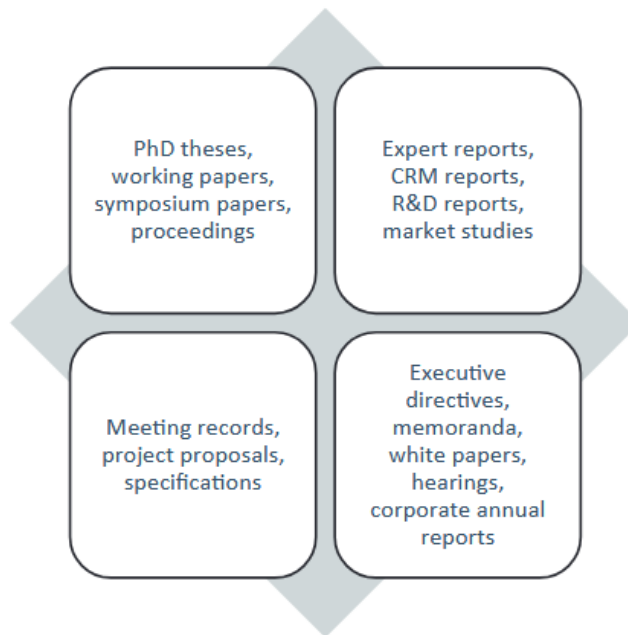 PhD theses,
working papers,
symposium papers,
proceedings
Expert reports,
CRM reports,
R&D reports,
market studies
Meeting records,
project proposals,
specifications
Executive
directives,
memoranda,
white papers,
hearings,
corporate annual
reports